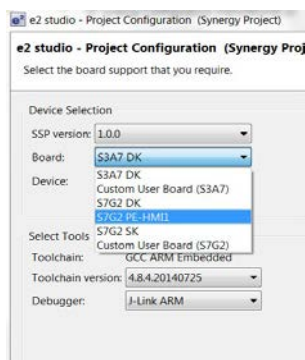 e2 studio - Project Configuration (Synergy Project)
e2 studio - Project Configuration (Synergy Proj
Select the board support that you require.
Device Selection
SSP version: 1.0.0
Board: S3A7 DK
Device:
S3A7 DK
Custom User Board (S3A7)
S7G2 DK
S7G2 PE-HMI1
S7G2 SK
Custom User Board (S7G2)
Select Tools
Toolchain: GCC ARM Embedded
Toolchain version: 4.8.4.20140725
Debugger: J-Link ARM